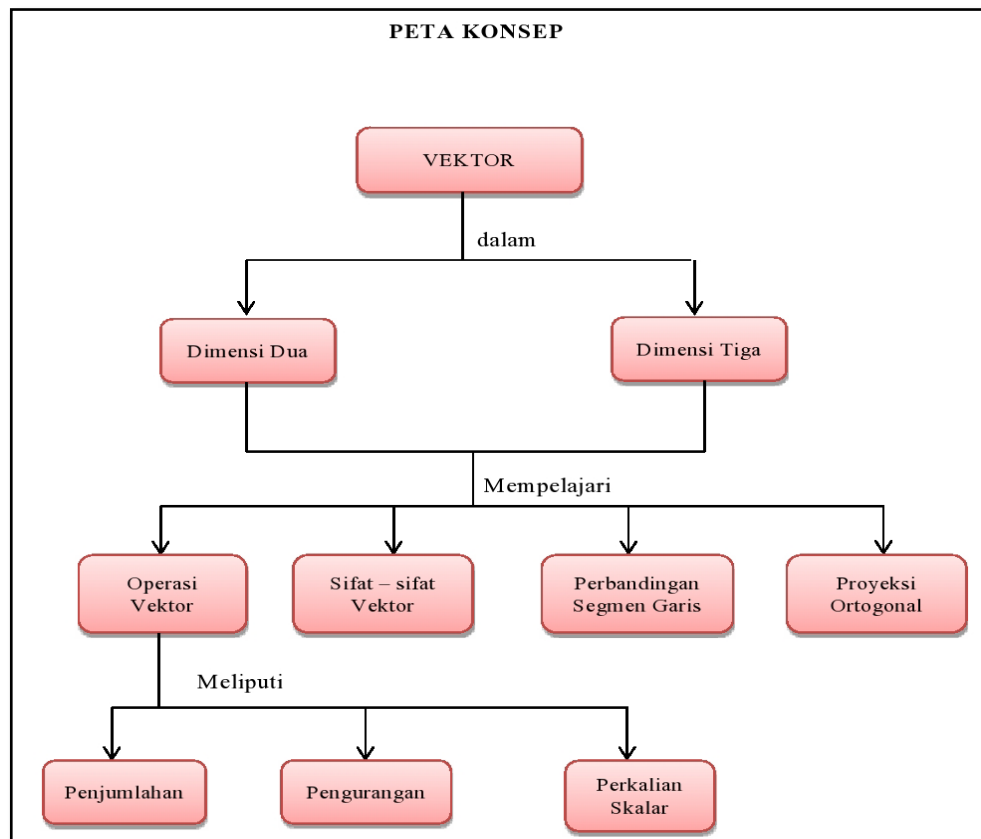 PETA KONSEP
VEKTOR
dalam
Dimensi Dua
Dimensi Tiga
Mempelajari
Operasi
Vektor
Sifat – sifat
Vektor
Perbandingan
Segmen Garis
Proyeksi
Ortogonal
Meliputi
Penjumlahan
Pengurangan
Perkalian
Skalar